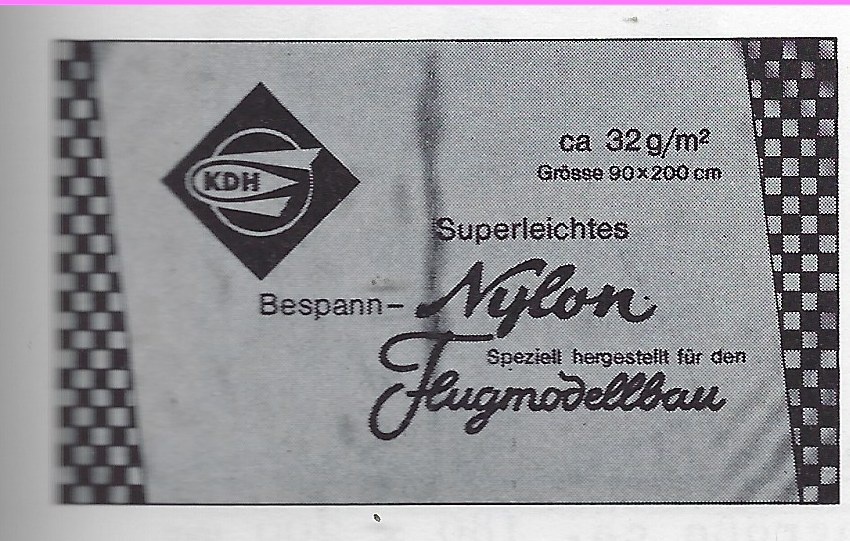 KDH
ca 32 g/m²
Grösse 90×200 cm
Superleichtes
Bespann-Nylon
Speziell hergestellt für den
Flugmodellbau